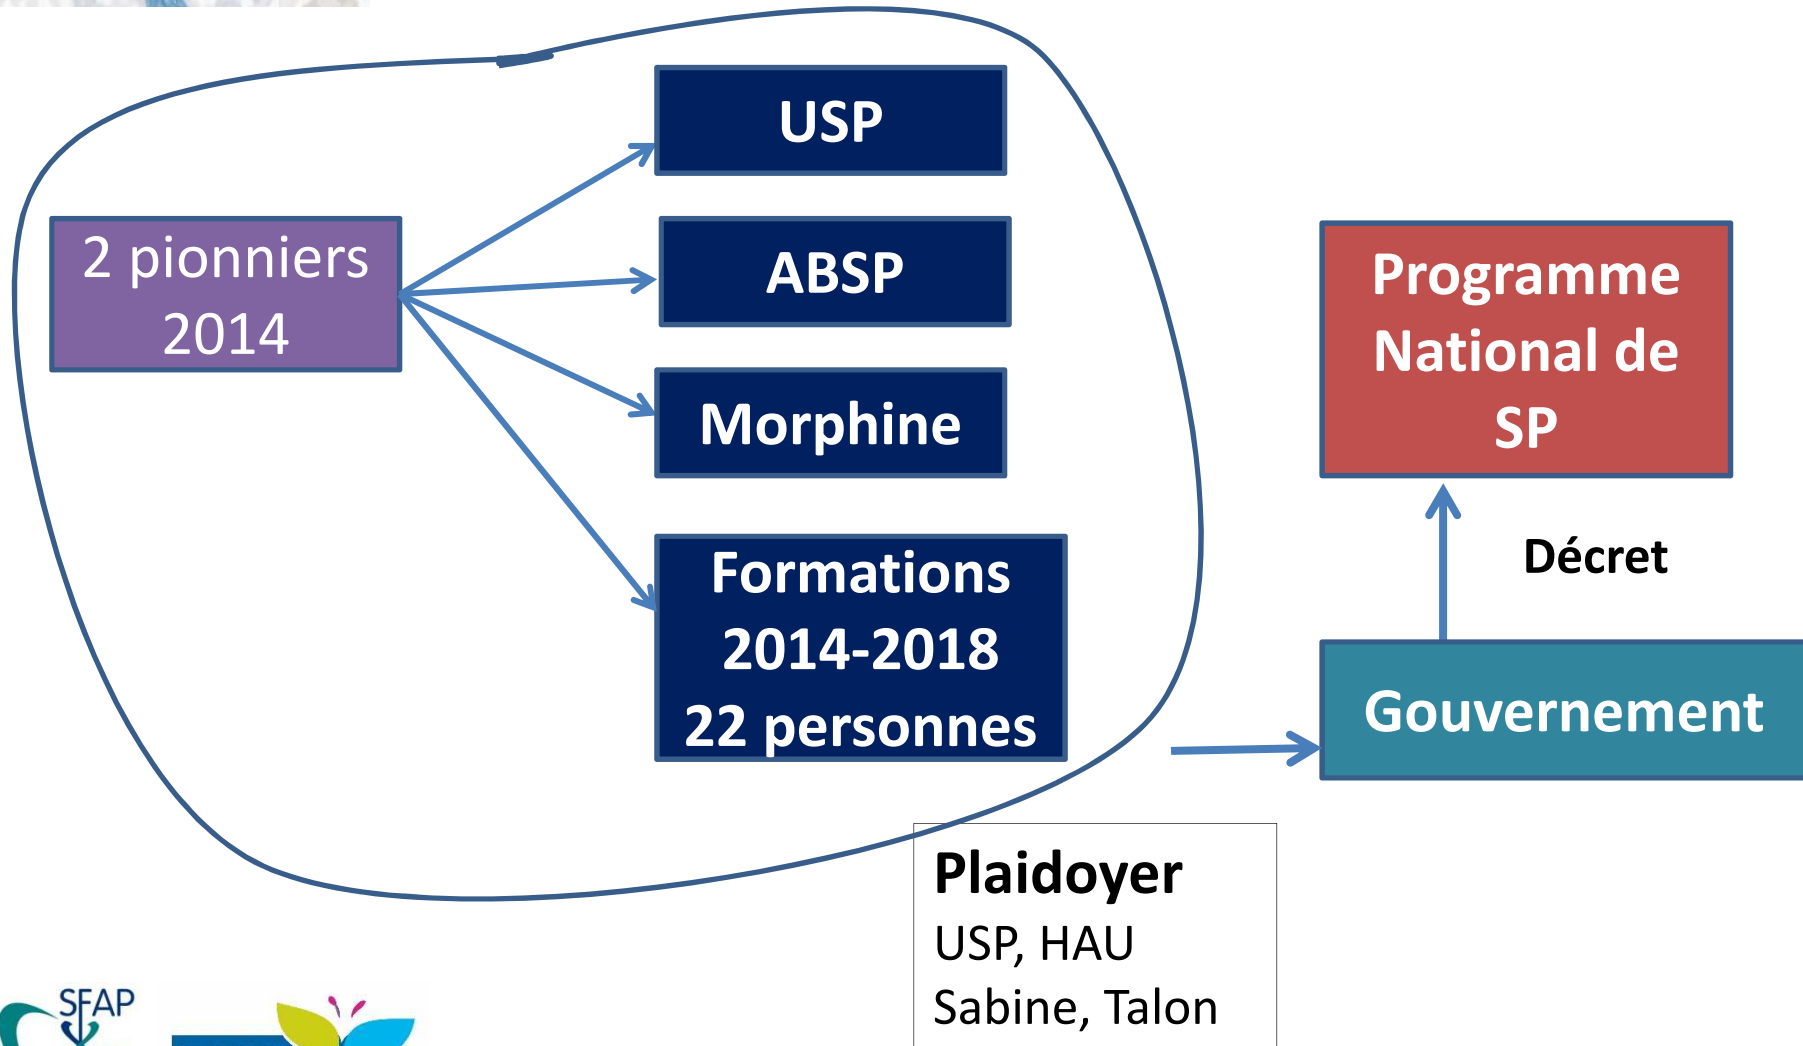 2 pionniers
2014
USP
ABSP
Morphine
Formations
2014-2018
22 personnes
Programme
National de
SP
Décret
Gouvernement
Plaidoyer
USP, HAU
Sabine, Talon
SFAP